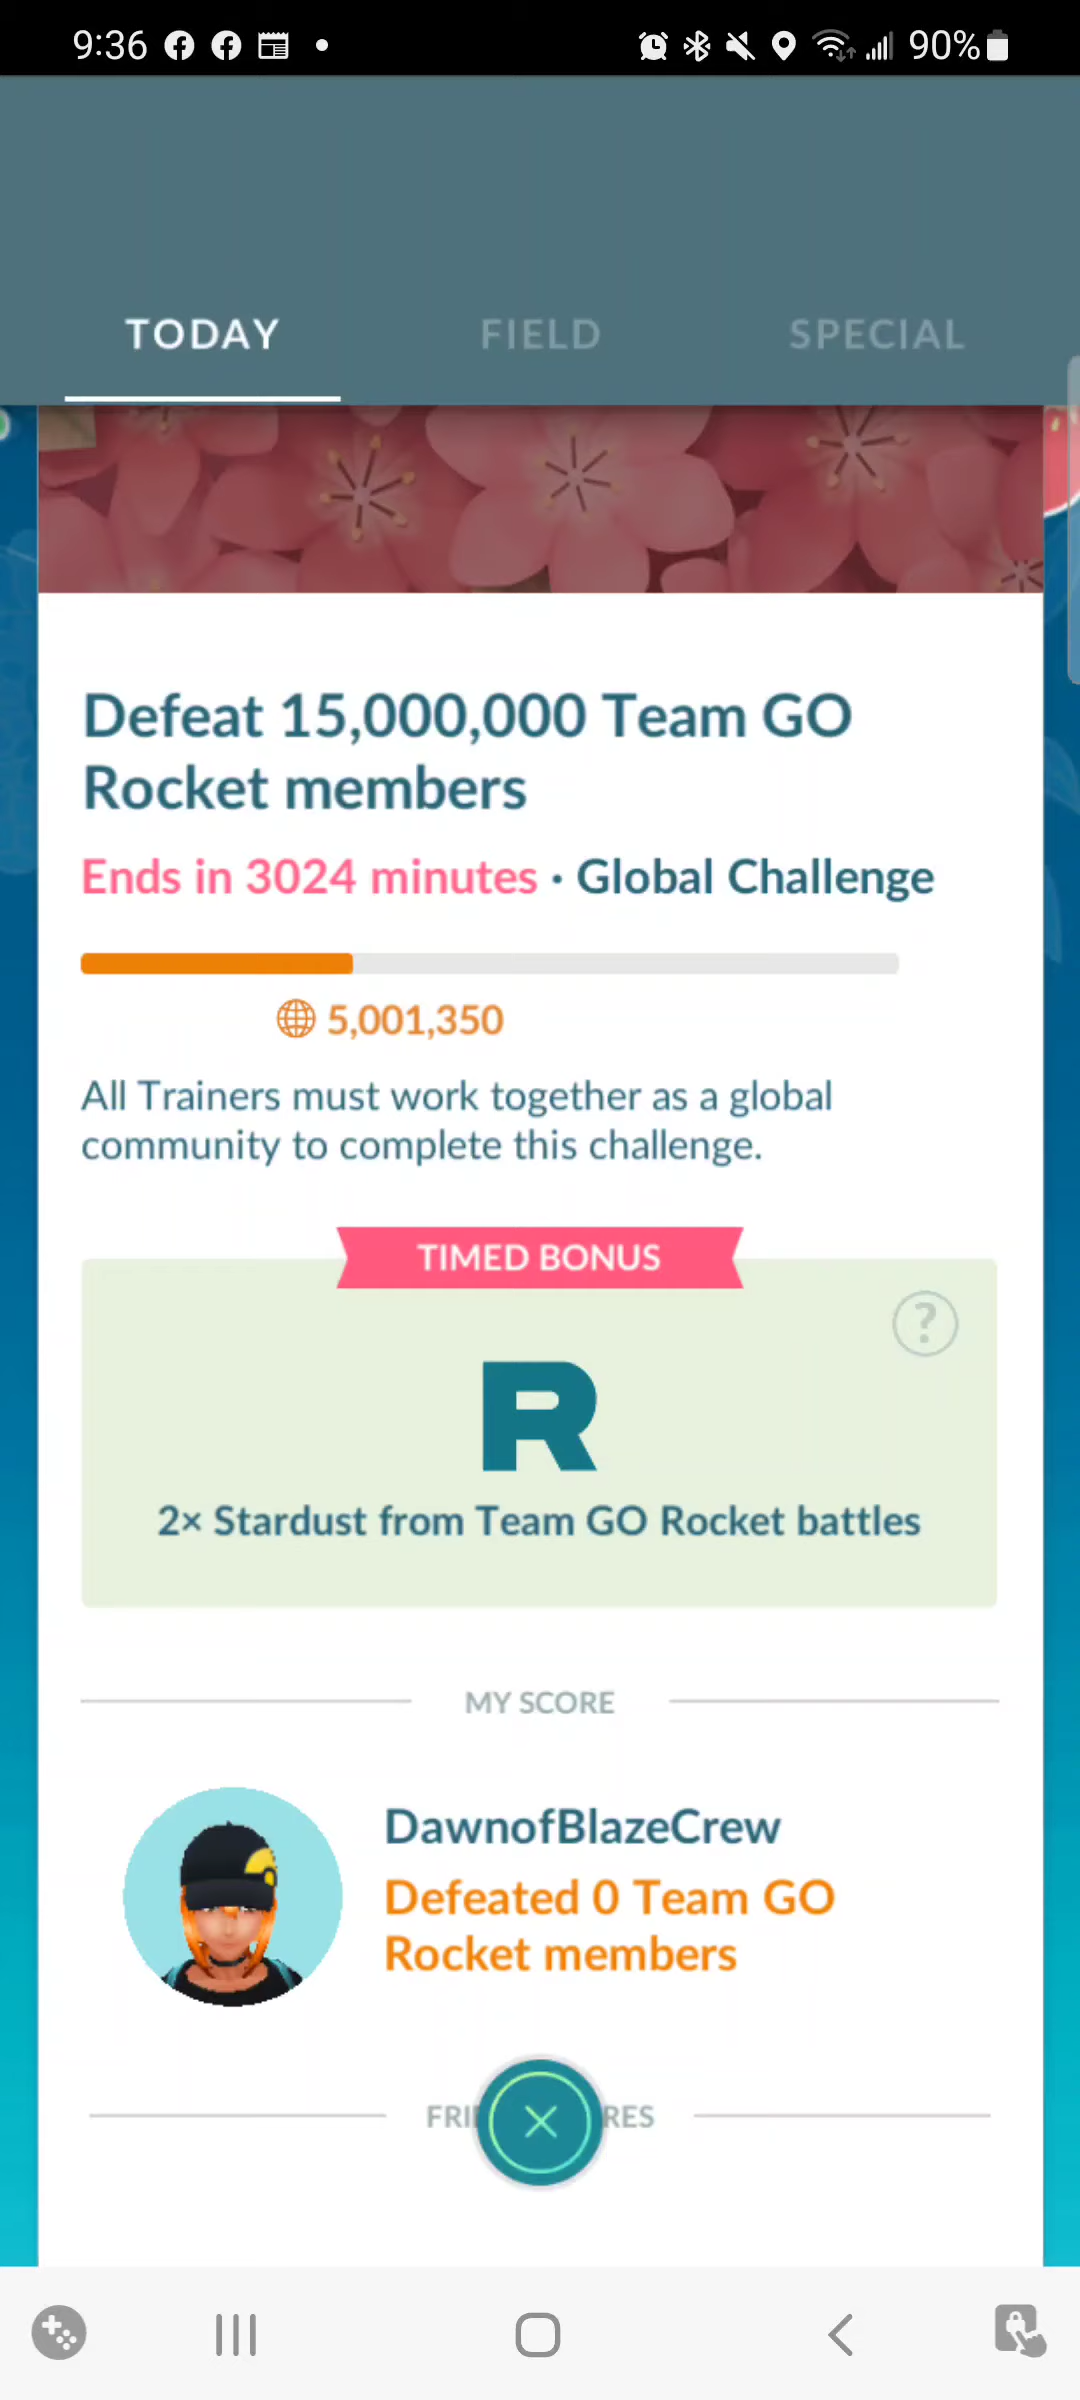 9:36
90%
TODAY
FIELD
SPECIAL
Defeat 15,000,000 Team GO
Rocket members
Ends in 3024 minutes · Global Challenge
5,001,350
All Trainers must work together as a global
community to complete this challenge.
TIMED BONUS
?
R
2× Stardust from Team GO Rocket battles
MY SCORE
DawnofBlazeCrew
Defeated 0 Team GO
Rocket members